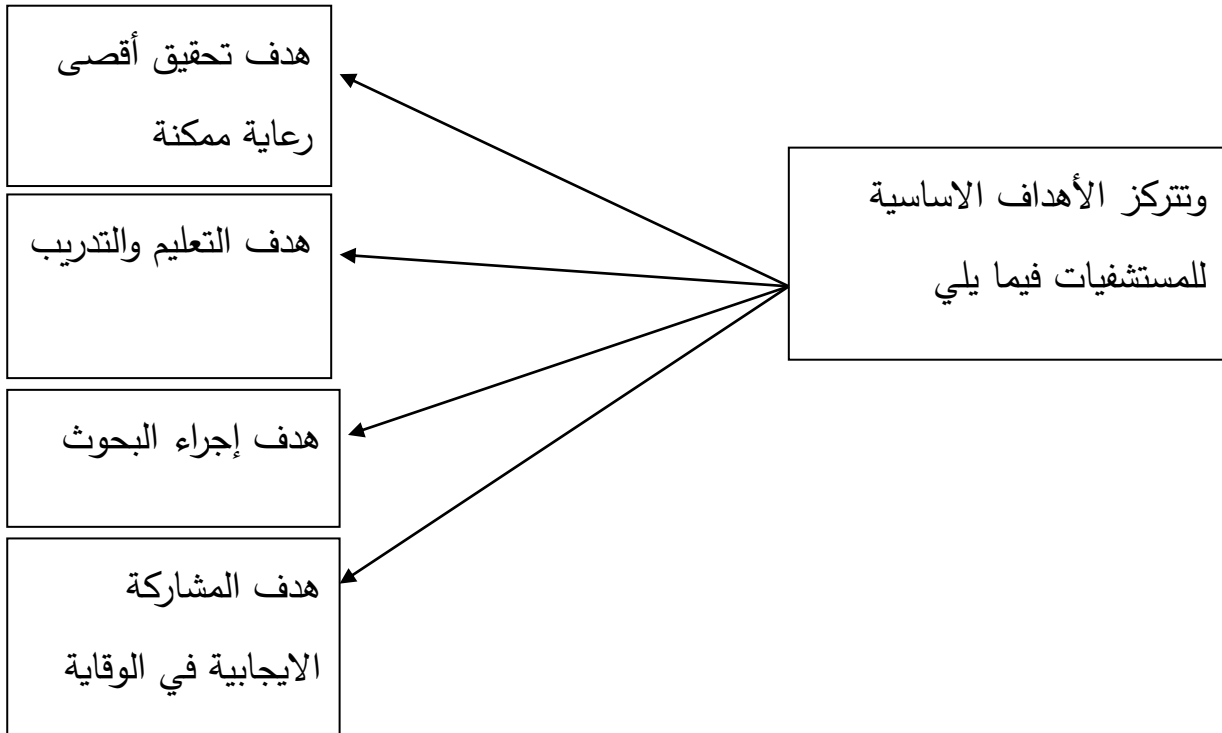 وتتركز الأهداف الاساسية
للمستشفيات فيما يلي
هدف تحقيق أقصى
رعاية ممكنة
هدف التعليم والتدريب
هدف إجراء البحوث
هدف المشاركة
الايجابية في الوقاية